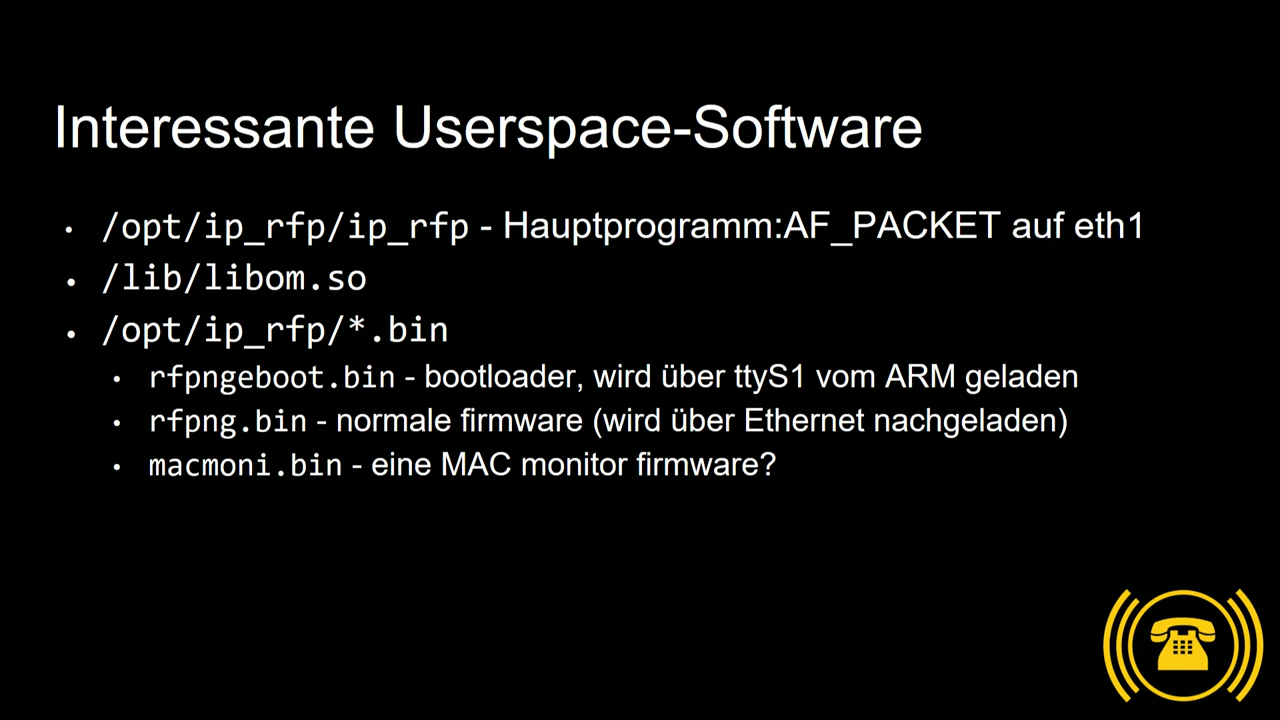 Interessante Userspace-Software
• /opt/ip_rfp/ip_rfp - Hauptprogramm:AF_PACKET auf eth1
• /lib/libom.so
• /opt/ip_rfp/*.bin
• rfpngeboot.bin - bootloader, wird über ttyS1 vom ARM geladen
• rfpng.bin - normale firmware (wird über Ethernet nachgeladen)
• macmoni.bin - eine MAC monitor firmware?